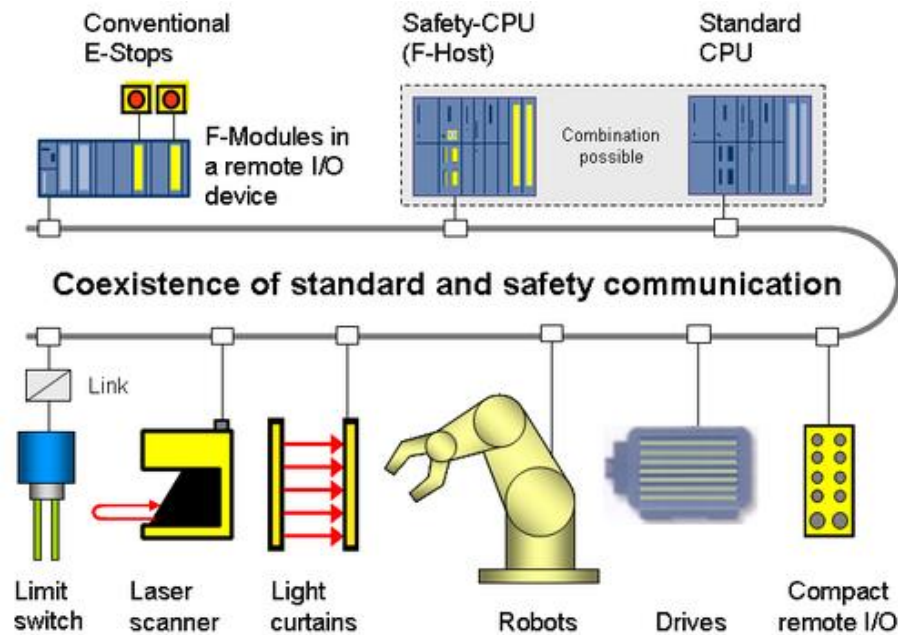 Conventional
E-Stops
Safety-CPU
(F-Host)
Standard
CPU
F-Modules in
a remote I/O
device
Combination
possible
Coexistence of standard and safety communication
Link
Limit
switch
Laser
scanner
Light
curtains
Robots
Drives
Compact
remote I/O